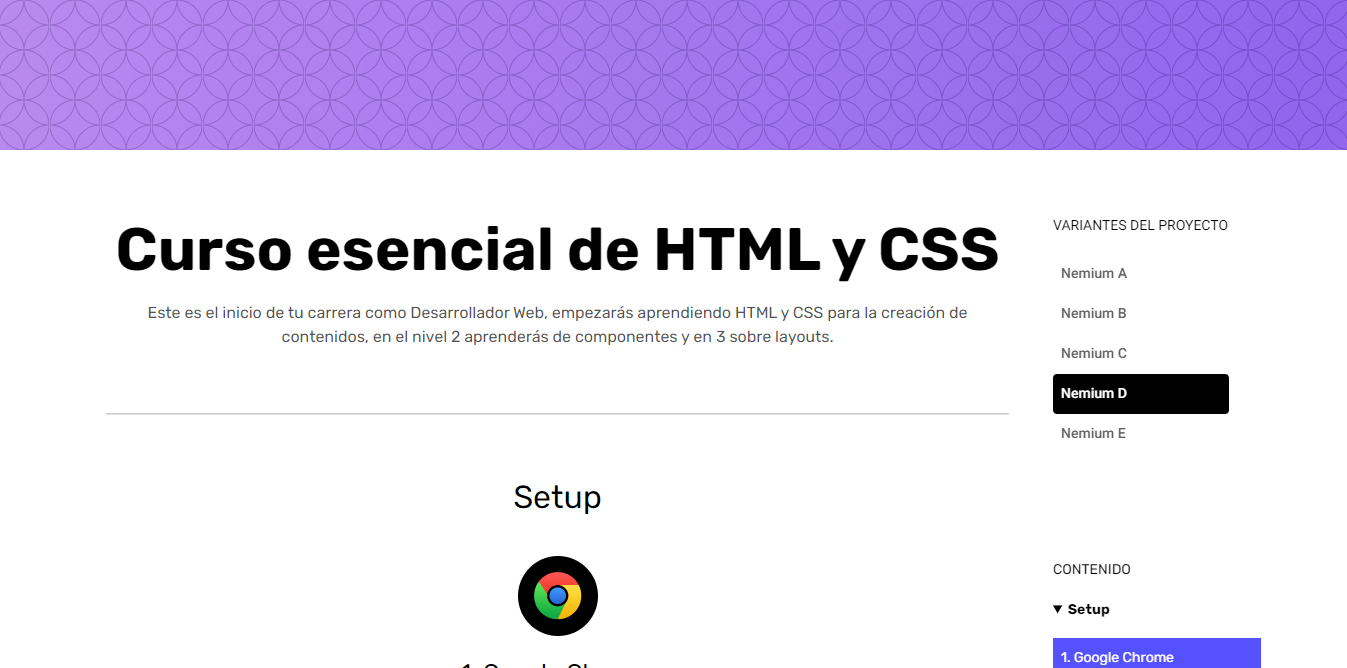 Curso esencial de HTML y CSS
Este es el inicio de tu carrera como Desarrollador Web, empezarás aprendiendo HTML y CSS para la creación de
contenidos, en el nivel 2 aprenderás de componentes y en 3 sobre layouts.
Setup
VARIANTES DEL PROYECTO
Nemium A
Nemium B
Nemium C
Nemium D
Nemium E
CONTENIDO
▼ Setup
1. Google Chrome